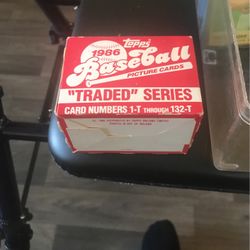 topps
1986
Baseball
PICTURE CARDS
"TRADED" SERIES
CARD NUMBERS 1-T THROUGH 132-T